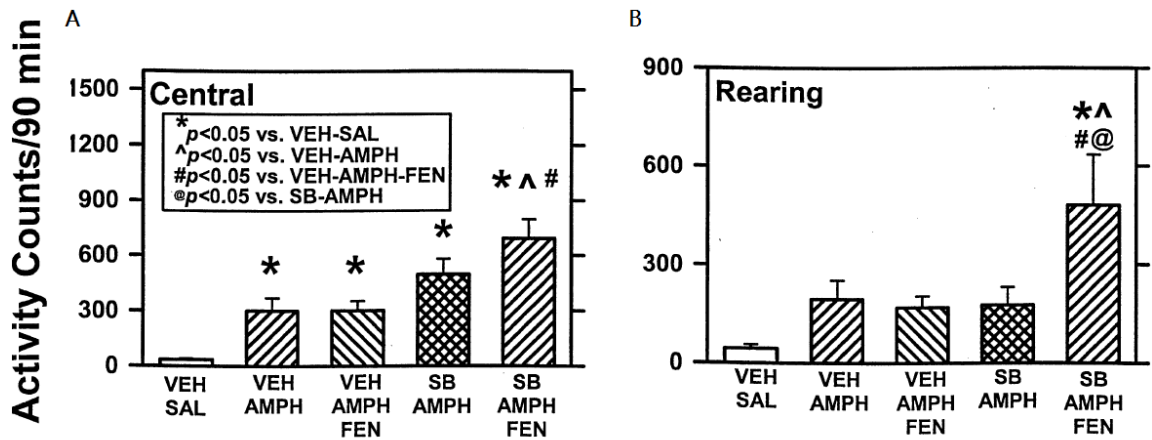 A
Activity Counts/90 min
1500
1200
900
600
300
0
Central
*p<0.05 vs. VEH-SAL
^p<0.05 vs. VEH-AMPH
#p<0.05 vs. VEH-AMPH-FEN
@p<0.05 vs. SB-AMPH
*
*
*
* ^ #
VEH SAL
VEH AMPH
VEH AMPH FEN
SB AMPH
SB AMPH FEN
B
900
600
300
0
Rearing
*^
#@
VEH SAL
VEH AMPH
VEH AMPH FEN
SB AMPH
SB AMPH FEN